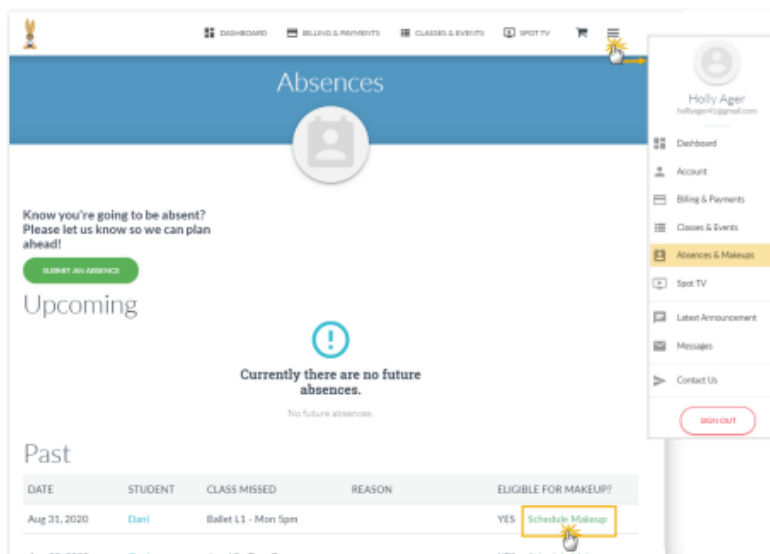 DASHBOARD BILLING & PAYMENTS CLASSES & EVENTS SPOT TV
Absences
Know you're going to be absent?
Please let us know so we can plan
ahead!
SUBMIT AN ABSENCE
Upcoming
Currently there are no future
absences.
No future absences.
Past
DATE STUDENT CLASS MISSED REASON ELIGIBLE FOR MAKEUP?
Aug 31, 2020 Dani Ballet L1 - Mon 5pm YES Schedule Makeup
Holly Ager
hollyager41@gmail.com
Dashboard
Account
Billing & Payments
Classes & Events
Absences & Makeups
Spot TV
Latest Announcement
Messages
Contact Us
SIGN OUT